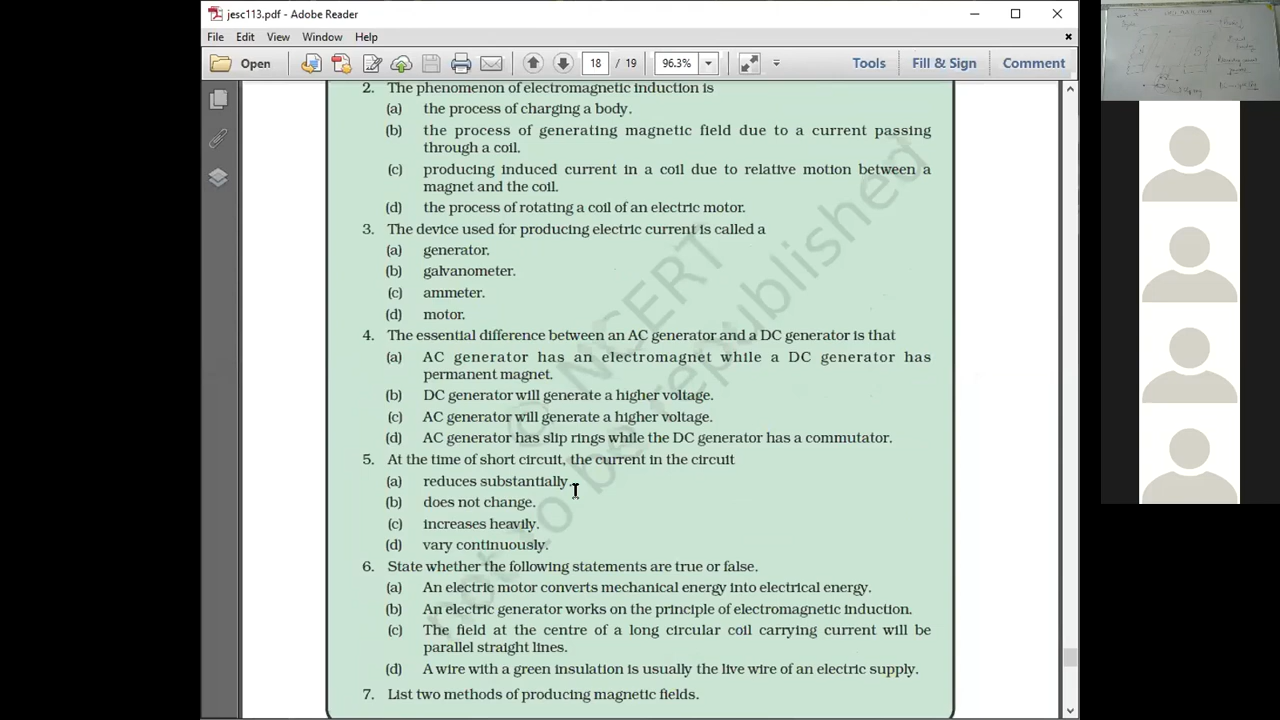 jesc113.pdf - Adobe Reader
File Edit View Window Help
Open 18 / 19 96.3% Tools Fill & Sign Comment
2. The phenomenon of electromagnetic induction is
(a) the process of charging a body.
(b) the process of generating magnetic field due to a current passing
through a coil.
(c) producing induced current in a coil due to relative motion between a
magnet and the coil.
(d) the process of rotating a coil of an electric motor.
3. The device used for producing electric current is called a
(a) generator.
(b) galvanometer.
(c) ammeter.
(d) motor.
4. The essential difference between an AC generator and a DC generator is that
(a) AC generator has an electromagnet while a DC generator has
permanent magnet.
(b) DC generator will generate a higher voltage.
(c) AC generator will generate a higher voltage.
(d) AC generator has slip rings while the DC generator has a commutator.
5. At the time of short circuit, the current in the circuit
(a) reduces substantially.
(b) does not change.
(c) increases heavily.
(d) vary continuously.
6. State whether the following statements are true or false.
(a) An electric motor converts mechanical energy into electrical energy.
(b) An electric generator works on the principle of electromagnetic induction.
(c) The field at the centre of a long circular coil carrying current will be
parallel straight lines.
(d) A wire with a green insulation is usually the live wire of an electric supply.
7. List two methods of producing magnetic fields.
© NCERT
not to be republished